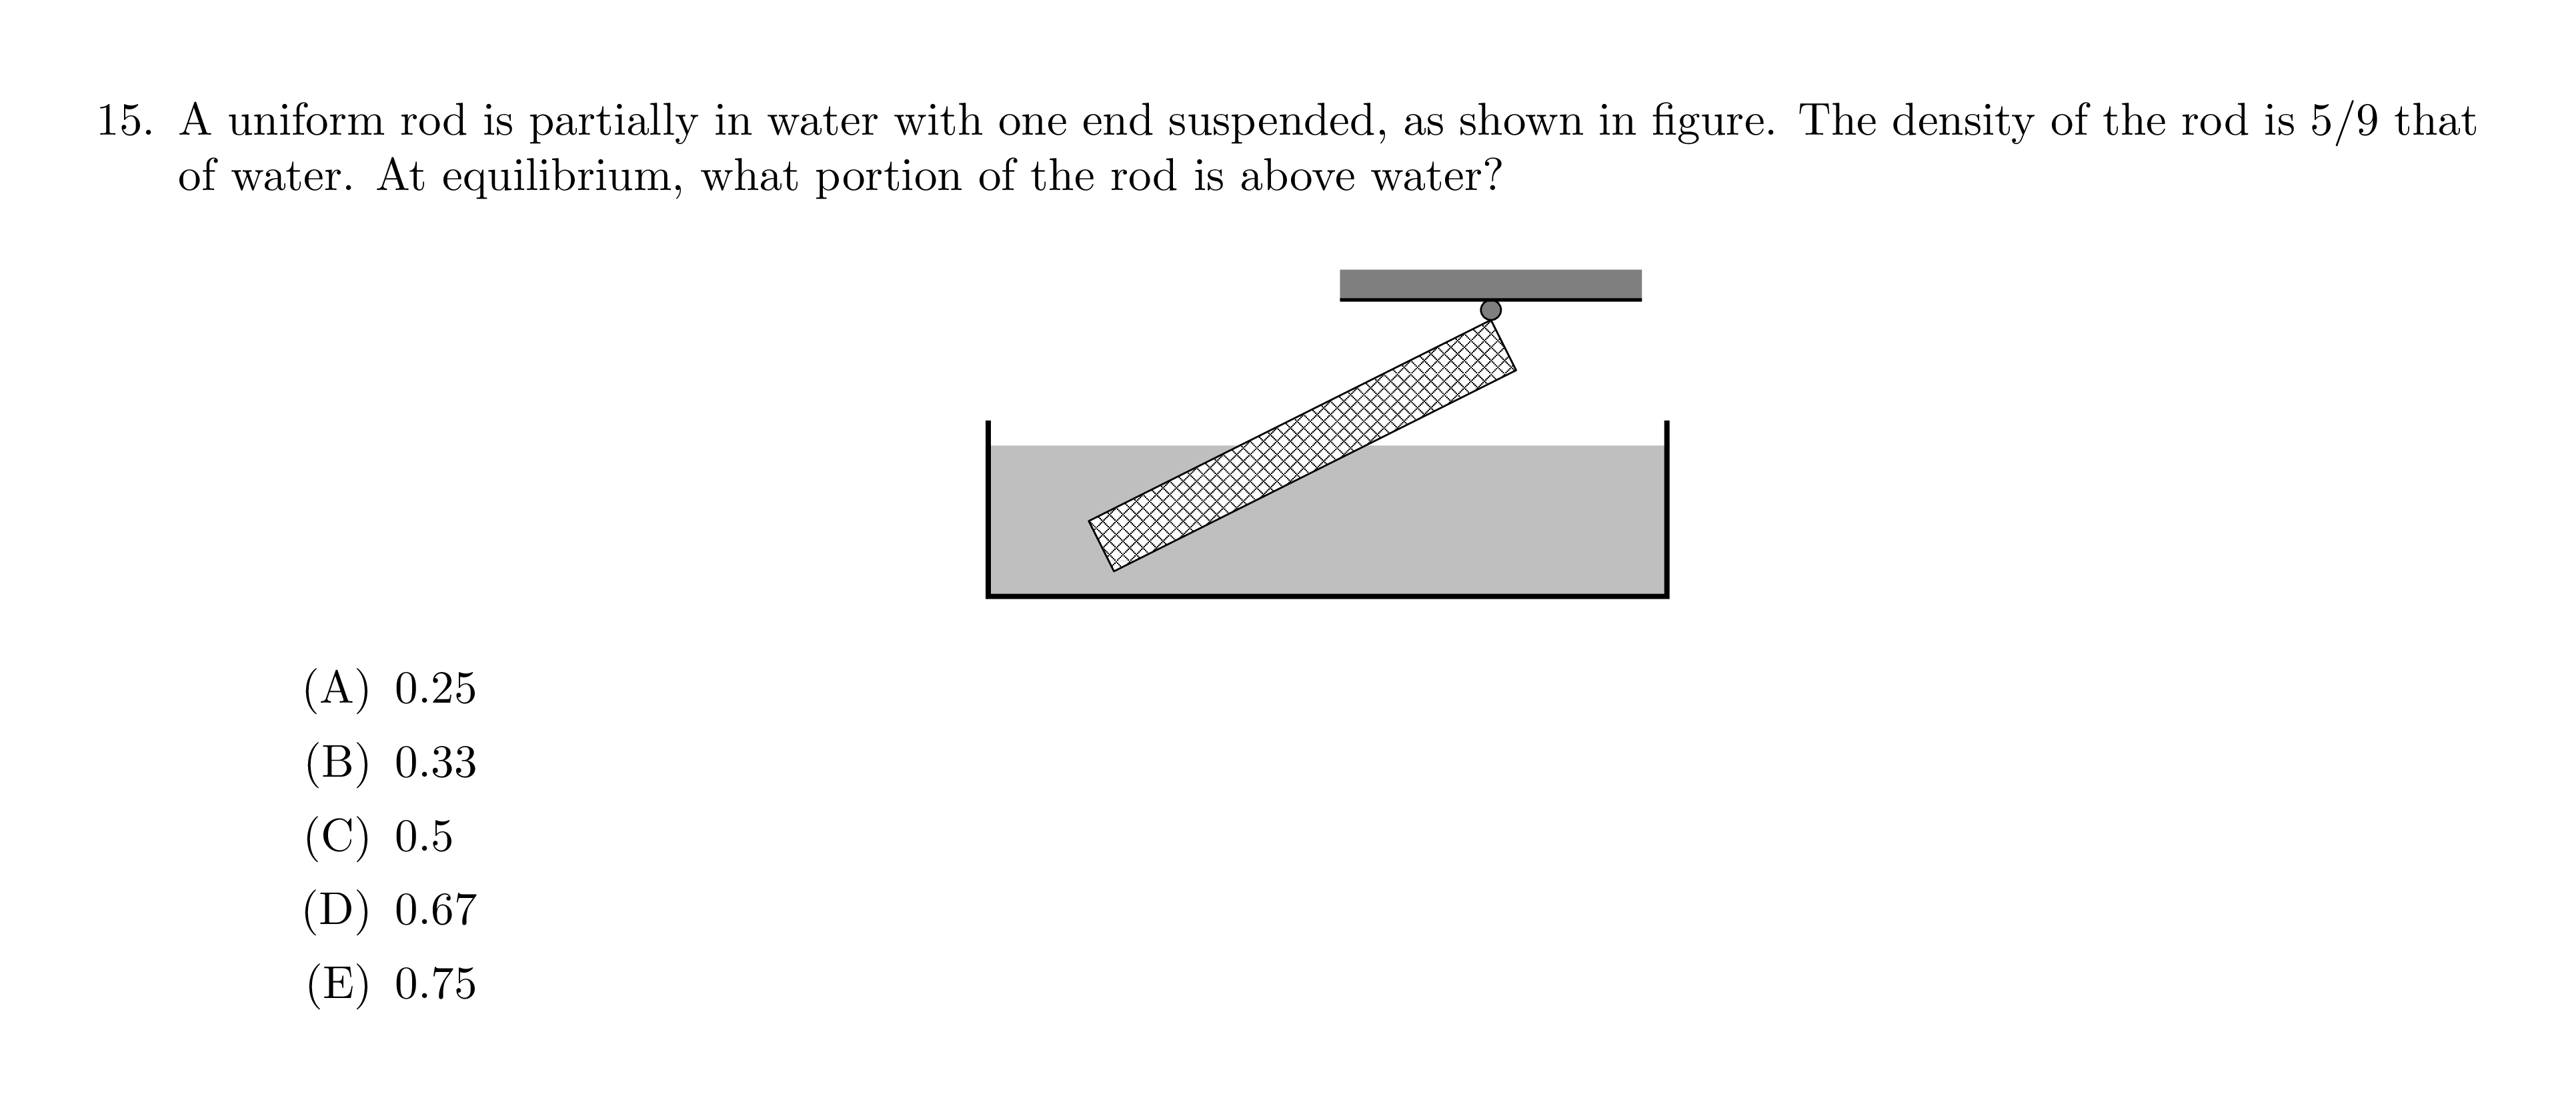 15. A uniform rod is partially in water with one end suspended, as shown in figure. The density of the rod is 5/9 that
of water. At equilibrium, what portion of the rod is above water?
(A) 0.25
(B) 0.33
(C) 0.5
(D) 0.67
(E) 0.75